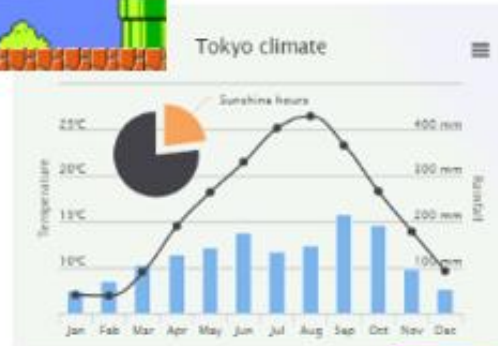 Tokyo climate
Sunshine hours
25℃
400 mm
20℃
300 mm
15℃
200 mm
10℃
100 mm
Temperature
Rainfall
Jan Feb Mar Apr May Jun Jul Aug Sep Oct Nov Dec